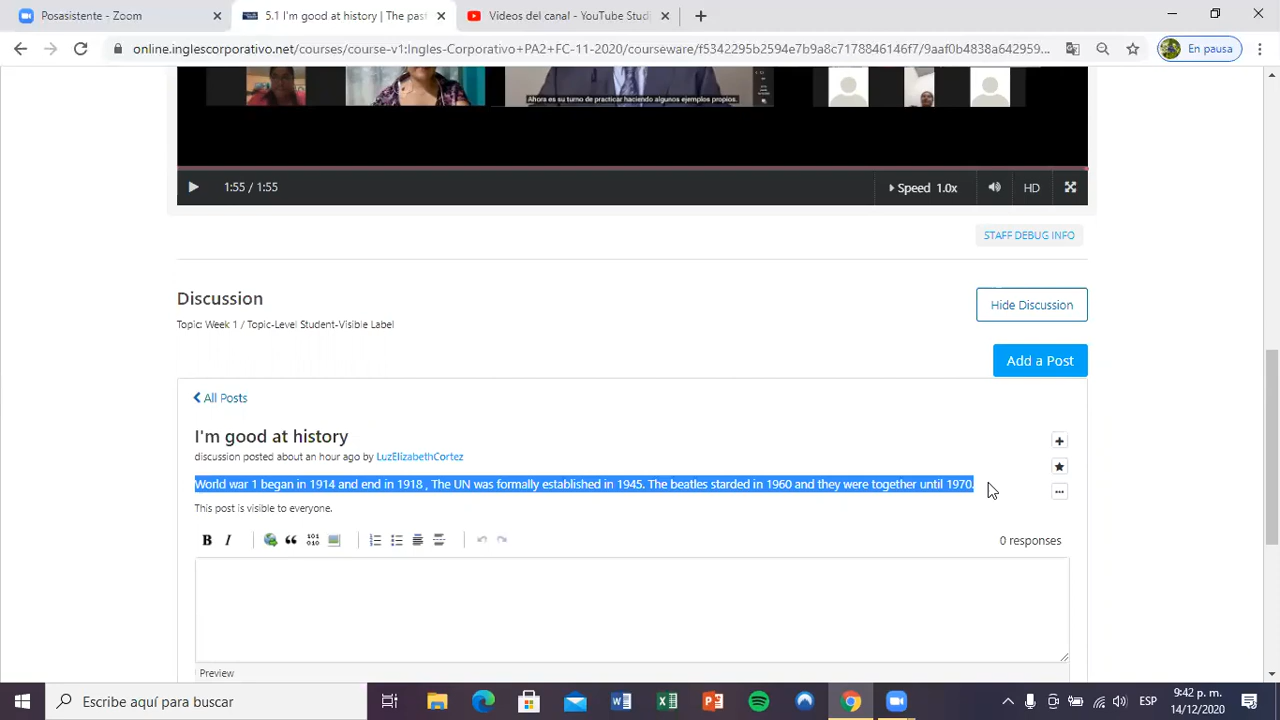 Posasistente - Zoom
5.1 I'm good at history | The past
Vídeos del canal - YouTube Studi
online.inglescorporativo.net/courses/course-v1:Ingles-Corporativo+PA2+FC-11-2020/courseware/f5342295b2594e7b9a8c7178846146f7/9aaf0b4838a642959...
En pausa
Ahora es su turno de practicar haciendo algunos ejemplos propios.
1:55 / 1:55
Speed 1.0x
HD
STAFF DEBUG INFO
Discussion
Hide Discussion
Topic: Week 1 / Topic-Level Student-Visible Label
Add a Post
All Posts
I'm good at history
discussion posted about an hour ago by LuzElizabethCortez
World war 1 began in 1914 and end in 1918 , The UN was formally established in 1945. The beatles starded in 1960 and they were together until 1970.
This post is visible to everyone.
B I
101
010
0 responses
Preview
Escribe aquí para buscar
ESP
9:42 p. m.
14/12/2020